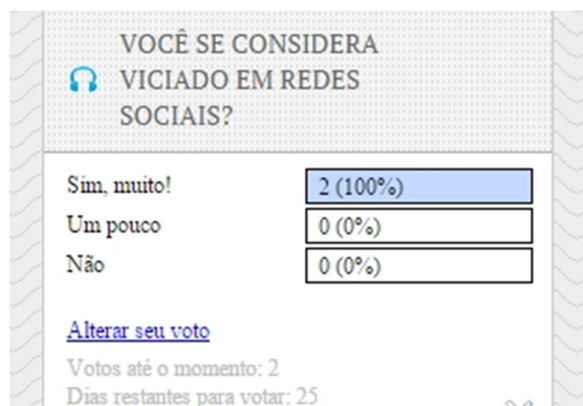 VOCÊ SE CONSIDERA
VICIADO EM REDES
SOCIAIS?
Sim, muito! 2 (100%)
Um pouco 0 (0%)
Não 0 (0%)
Alterar seu voto
Votos até o momento: 2
Dias restantes para votar: 25